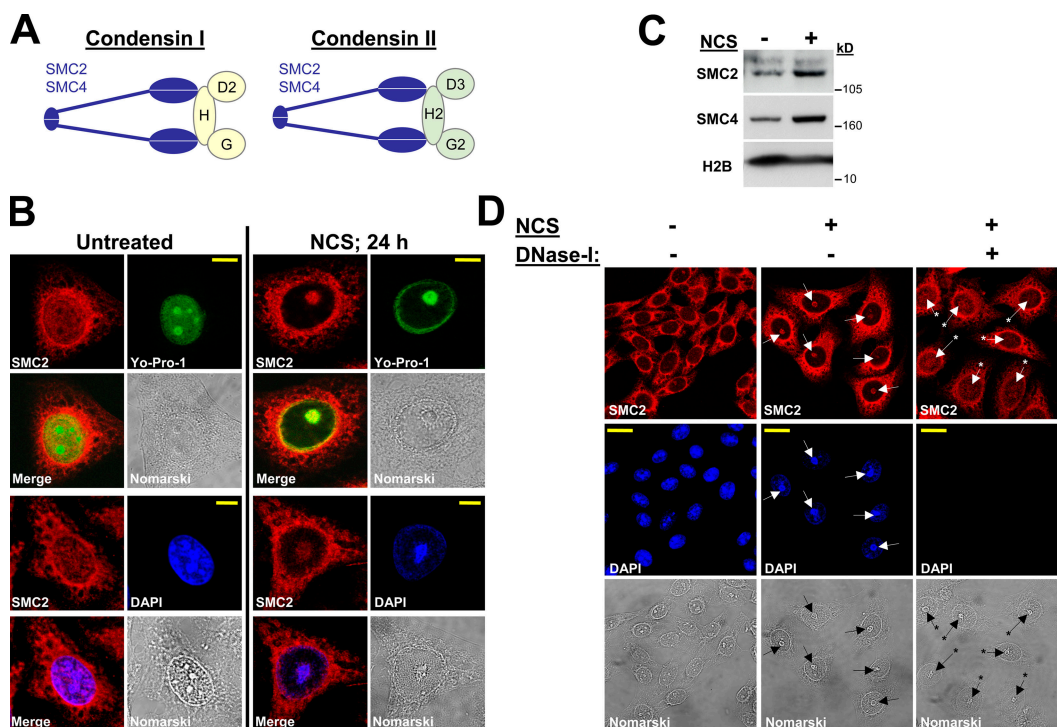 A
Condensin I
Condensin II
SMC2
SMC4
D2
H
G
SMC2
SMC4
D3
H2
G2
C
NCS - + kD
SMC2
105
SMC4
160
H2B
10
B
Untreated
NCS; 24 h
SMC2
Yo-Pro-1
SMC2
Yo-Pro-1
Merge
Nomarski
Merge
Nomarski
SMC2
DAPI
SMC2
DAPI
Merge
Nomarski
Merge
Nomarski
D
NCS - + +
DNase-I: - - +
SMC2
SMC2
SMC2
DAPI
DAPI
DAPI
Nomarski
Nomarski
Nomarski